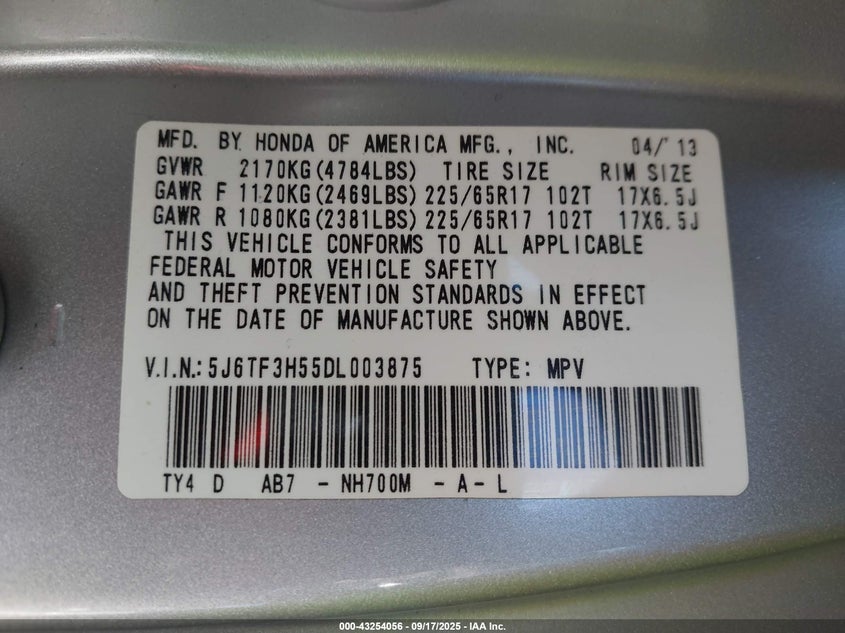 MFD. BY HONDA OF AMERICA MFG., INC. 04/ 13
GVWR 2170KG(4784LBS) TIRE SIZE RIM SIZE
GAWR F 1120KG(2469LBS) 225/65R17 102T 17X6.5J
GAWR R 1080KG(2381LBS) 225/65R17 102T 17X6.5J
THIS VEHICLE CONFORMS TO ALL APPLICABLE
FEDERAL MOTOR VEHICLE SAFETY
AND THEFT PREVENTION STANDARDS IN EFFECT
ON THE DATE OF MANUFACTURE SHOWN ABOVE.
V.I.N.:5J6TF3H55DL003875 TYPE: MPV
TY4 D AB7 - NH700M - A - L
000-43254056 - 09/17/2025 - IAA Inc.